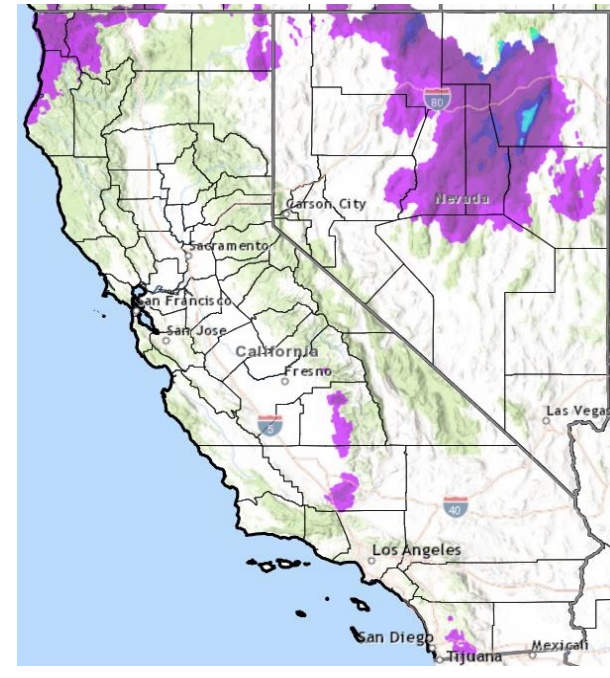 80
Nevada
Carson City
Sacramento
San Francisco
San Jose
California
Fresno
Las Vegas
5
40
Los Angeles
San Diego
Mexicali
Tijuana